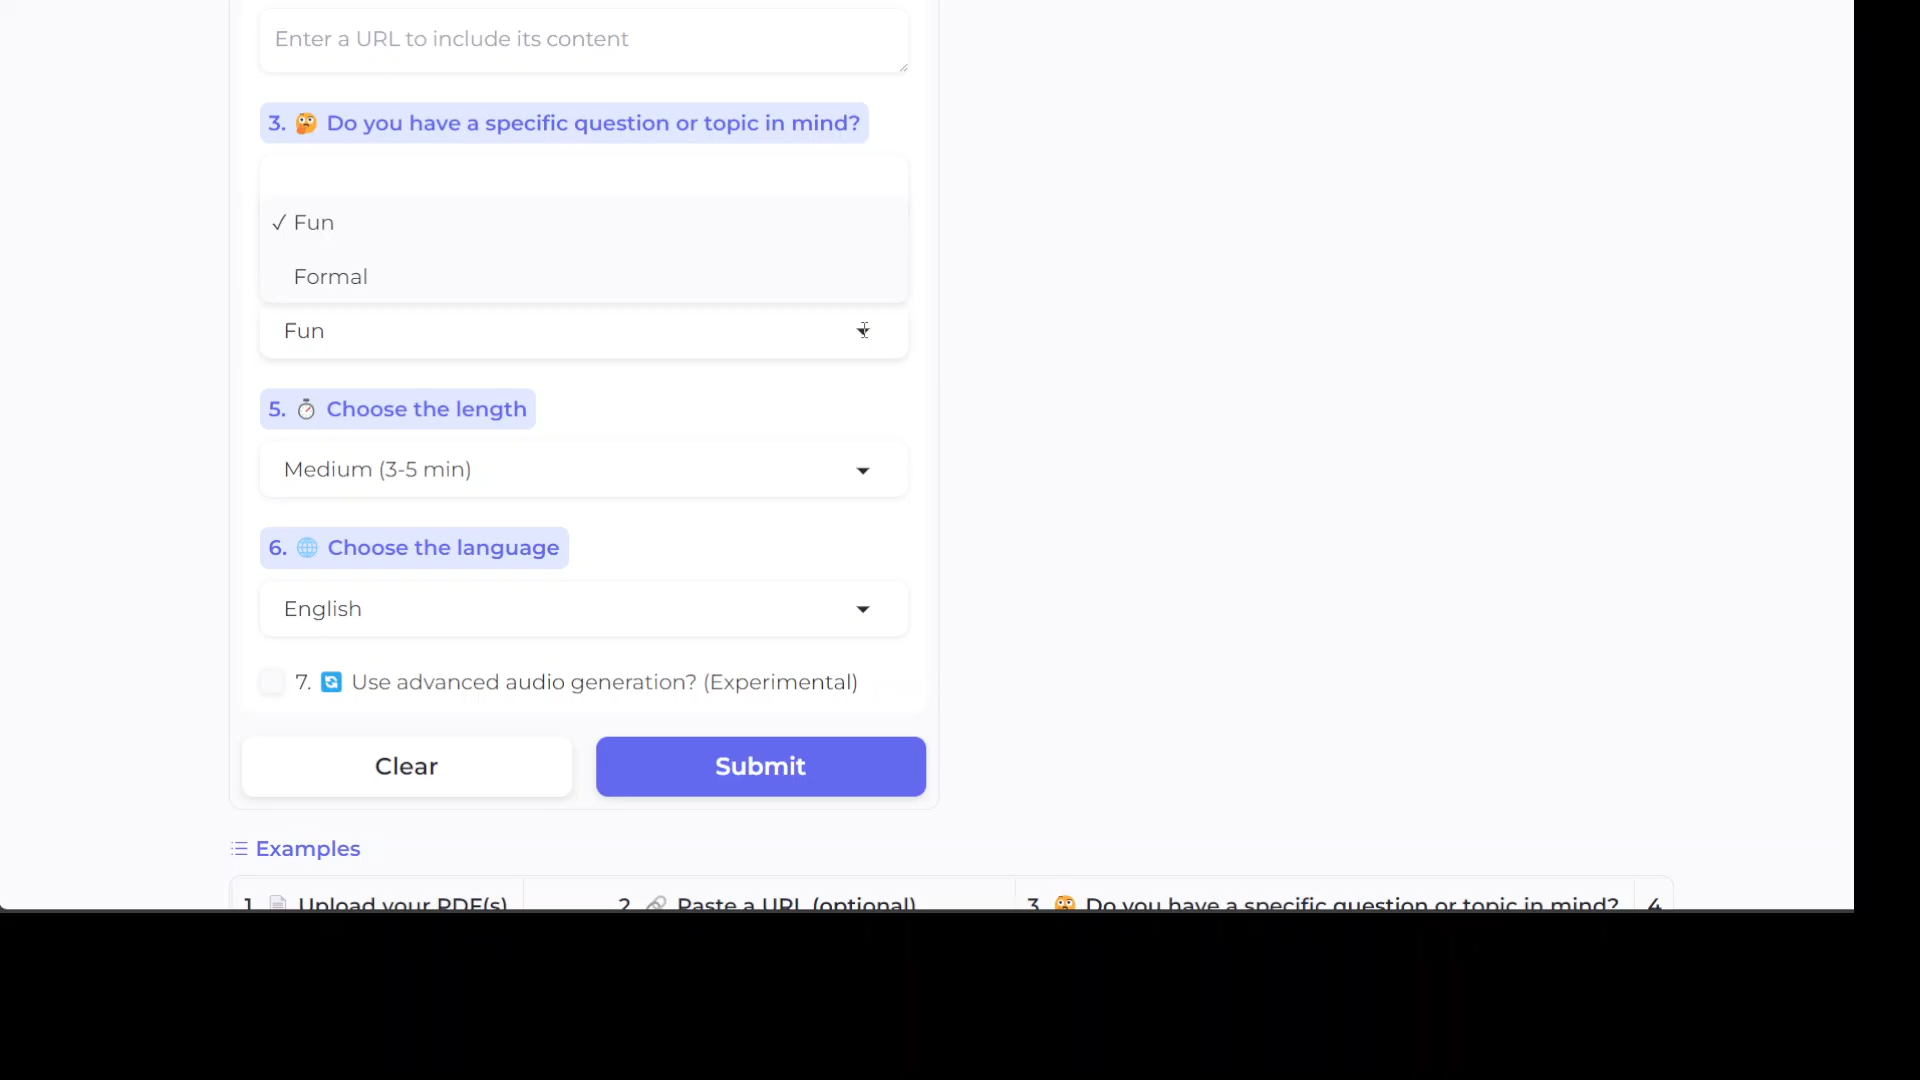 Enter a URL to include its content
3. 🤔 Do you have a specific question or topic in mind?
✓ Fun
Formal
Fun
5. ⏱️ Choose the length
Medium (3-5 min)
6. 🌐 Choose the language
English
7. 🔄 Use advanced audio generation? (Experimental)
Clear
Submit
Examples
1. 📄 Upload your PDF(s)
2. 🔗 Paste a URL (optional)
3. 🤔 Do you have a specific question or topic in mind?
4